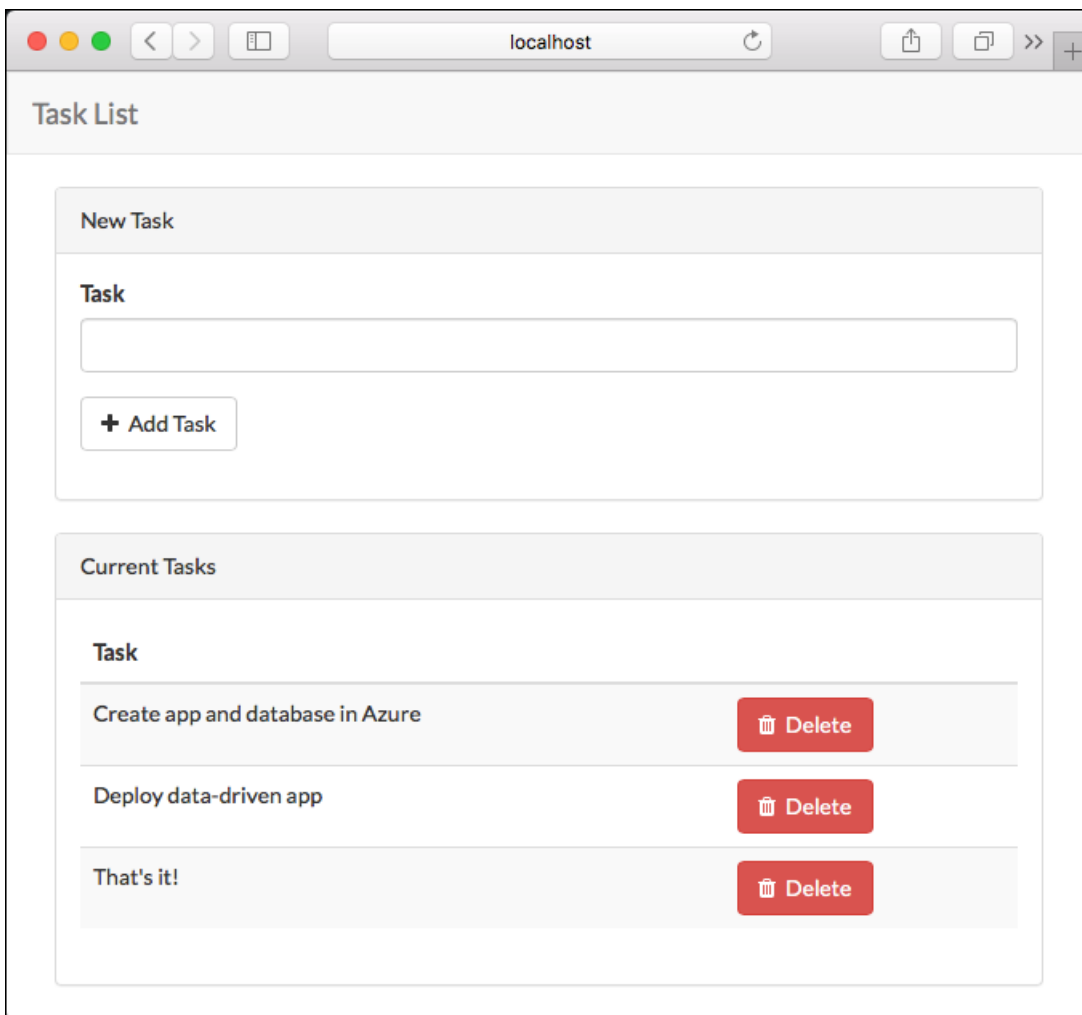 localhost
Task List
New Task
Task
Add Task
Current Tasks
Task
Create app and database in Azure
Delete
Deploy data-driven app
Delete
That's it!
Delete